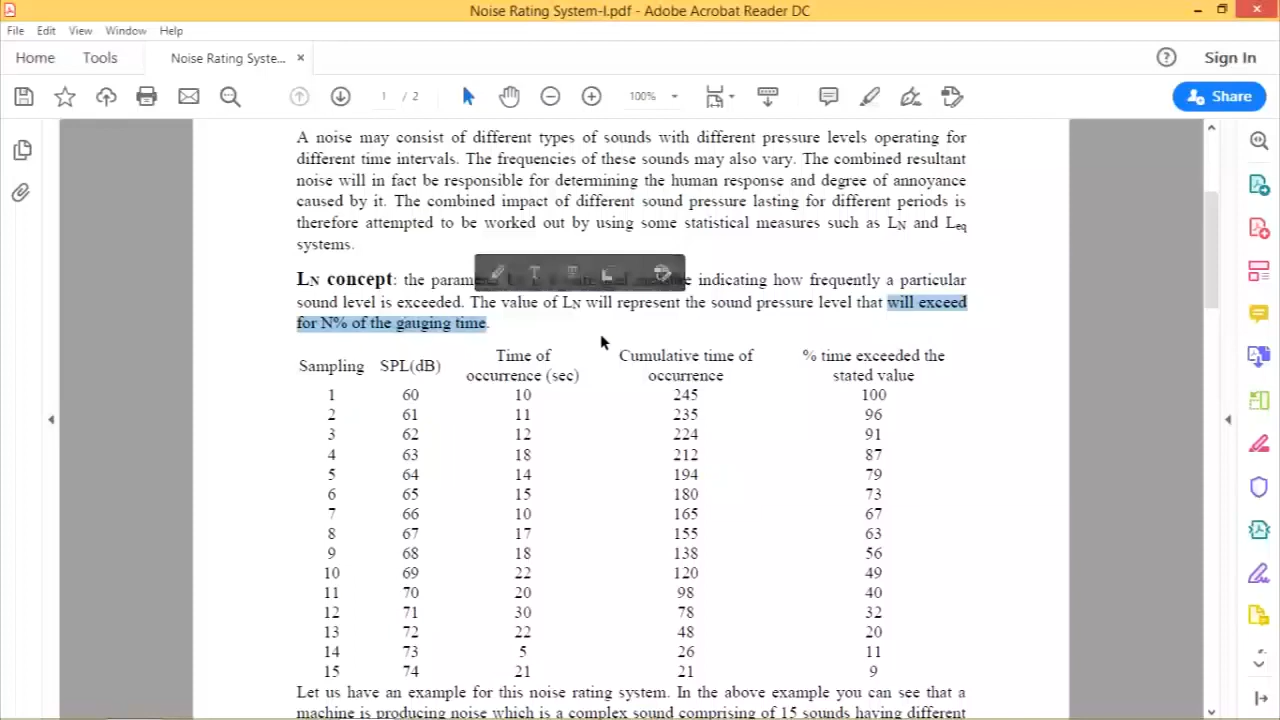 Noise Rating System-I.pdf - Adobe Acrobat Reader DC
File Edit View Window Help
Home Tools Noise Rating Syste... × Sign In
1 / 2 100% Share
A noise may consist of different types of sounds with different pressure levels operating for
different time intervals. The frequencies of these sounds may also vary. The combined resultant
noise will in fact be responsible for determining the human response and degree of annoyance
caused by it. The combined impact of different sound pressure lasting for different periods is
therefore attempted to be worked out by using some statistical measures such as LN and Leq
systems.
LN concept: the param indicating how frequently a particular
sound level is exceeded. The value of LN will represent the sound pressure level that will exceed
for N% of the gauging time.
Sampling SPL(dB) Time of occurrence (sec) Cumulative time of occurrence % time exceeded the stated value
1 60 10 245 100
2 61 11 235 96
3 62 12 224 91
4 63 18 212 87
5 64 14 194 79
6 65 15 180 73
7 66 10 165 67
8 67 17 155 63
9 68 18 138 56
10 69 22 120 49
11 70 20 98 40
12 71 30 78 32
13 72 22 48 20
14 73 5 26 11
15 74 21 21 9
Let us have an example for this noise rating system. In the above example you can see that a
machine is producing noise which is a complex sound comprising of 15 sounds having different